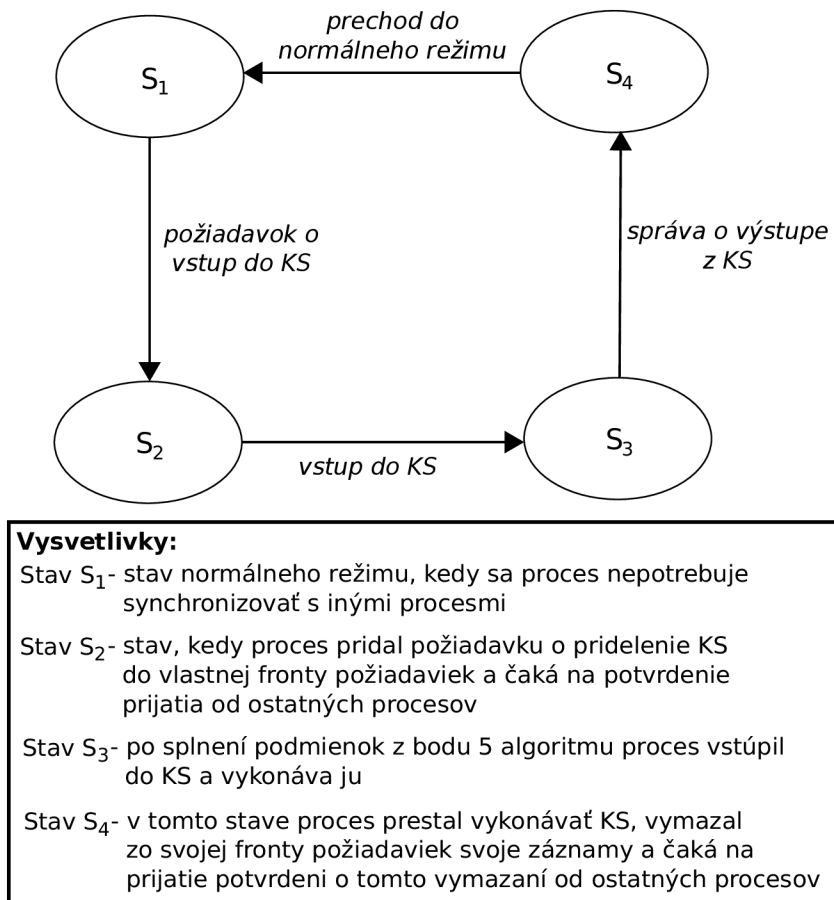 prechod do
normálneho režimu
S1
S4
požiadavok o
vstup do KS
správa o výstupe
z KS
S2
vstup do KS
S3
Vysvetlivky:
Stav S1- stav normálneho režimu, kedy sa proces nepotrebuje
synchronizovať s inými procesmi
Stav S2- stav, kedy proces pridal požiadavku o pridelenie KS
do vlastnej fronty požiadaviek a čaká na potvrdenie
prijatia od ostatných procesov
Stav S3- po splnení podmienok z bodu 5 algoritmu proces vstúpil
do KS a vykonáva ju
Stav S4- v tomto stave proces prestal vykonávať KS, vymazal
zo svojej fronty požiadaviek svoje záznamy a čaká na
prijatie potvrdeni o tomto vymazaní od ostatných procesov